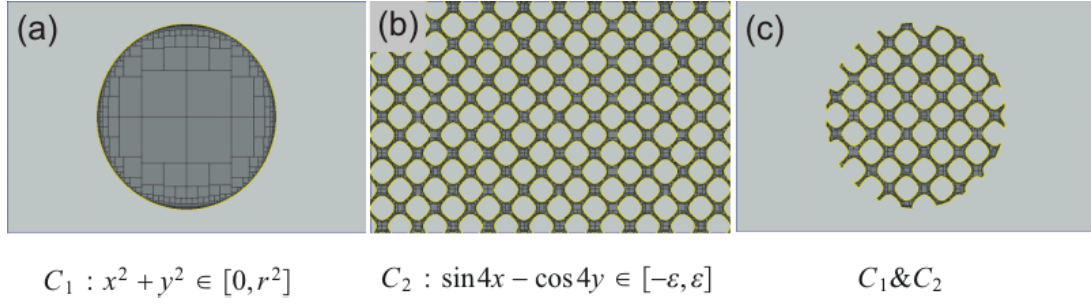 (a) (b) (c)
C₁ : x² + y² ∈ [0, r²] C₂ : sin 4x − cos 4y ∈ [−ε, ε] C₁&C₂